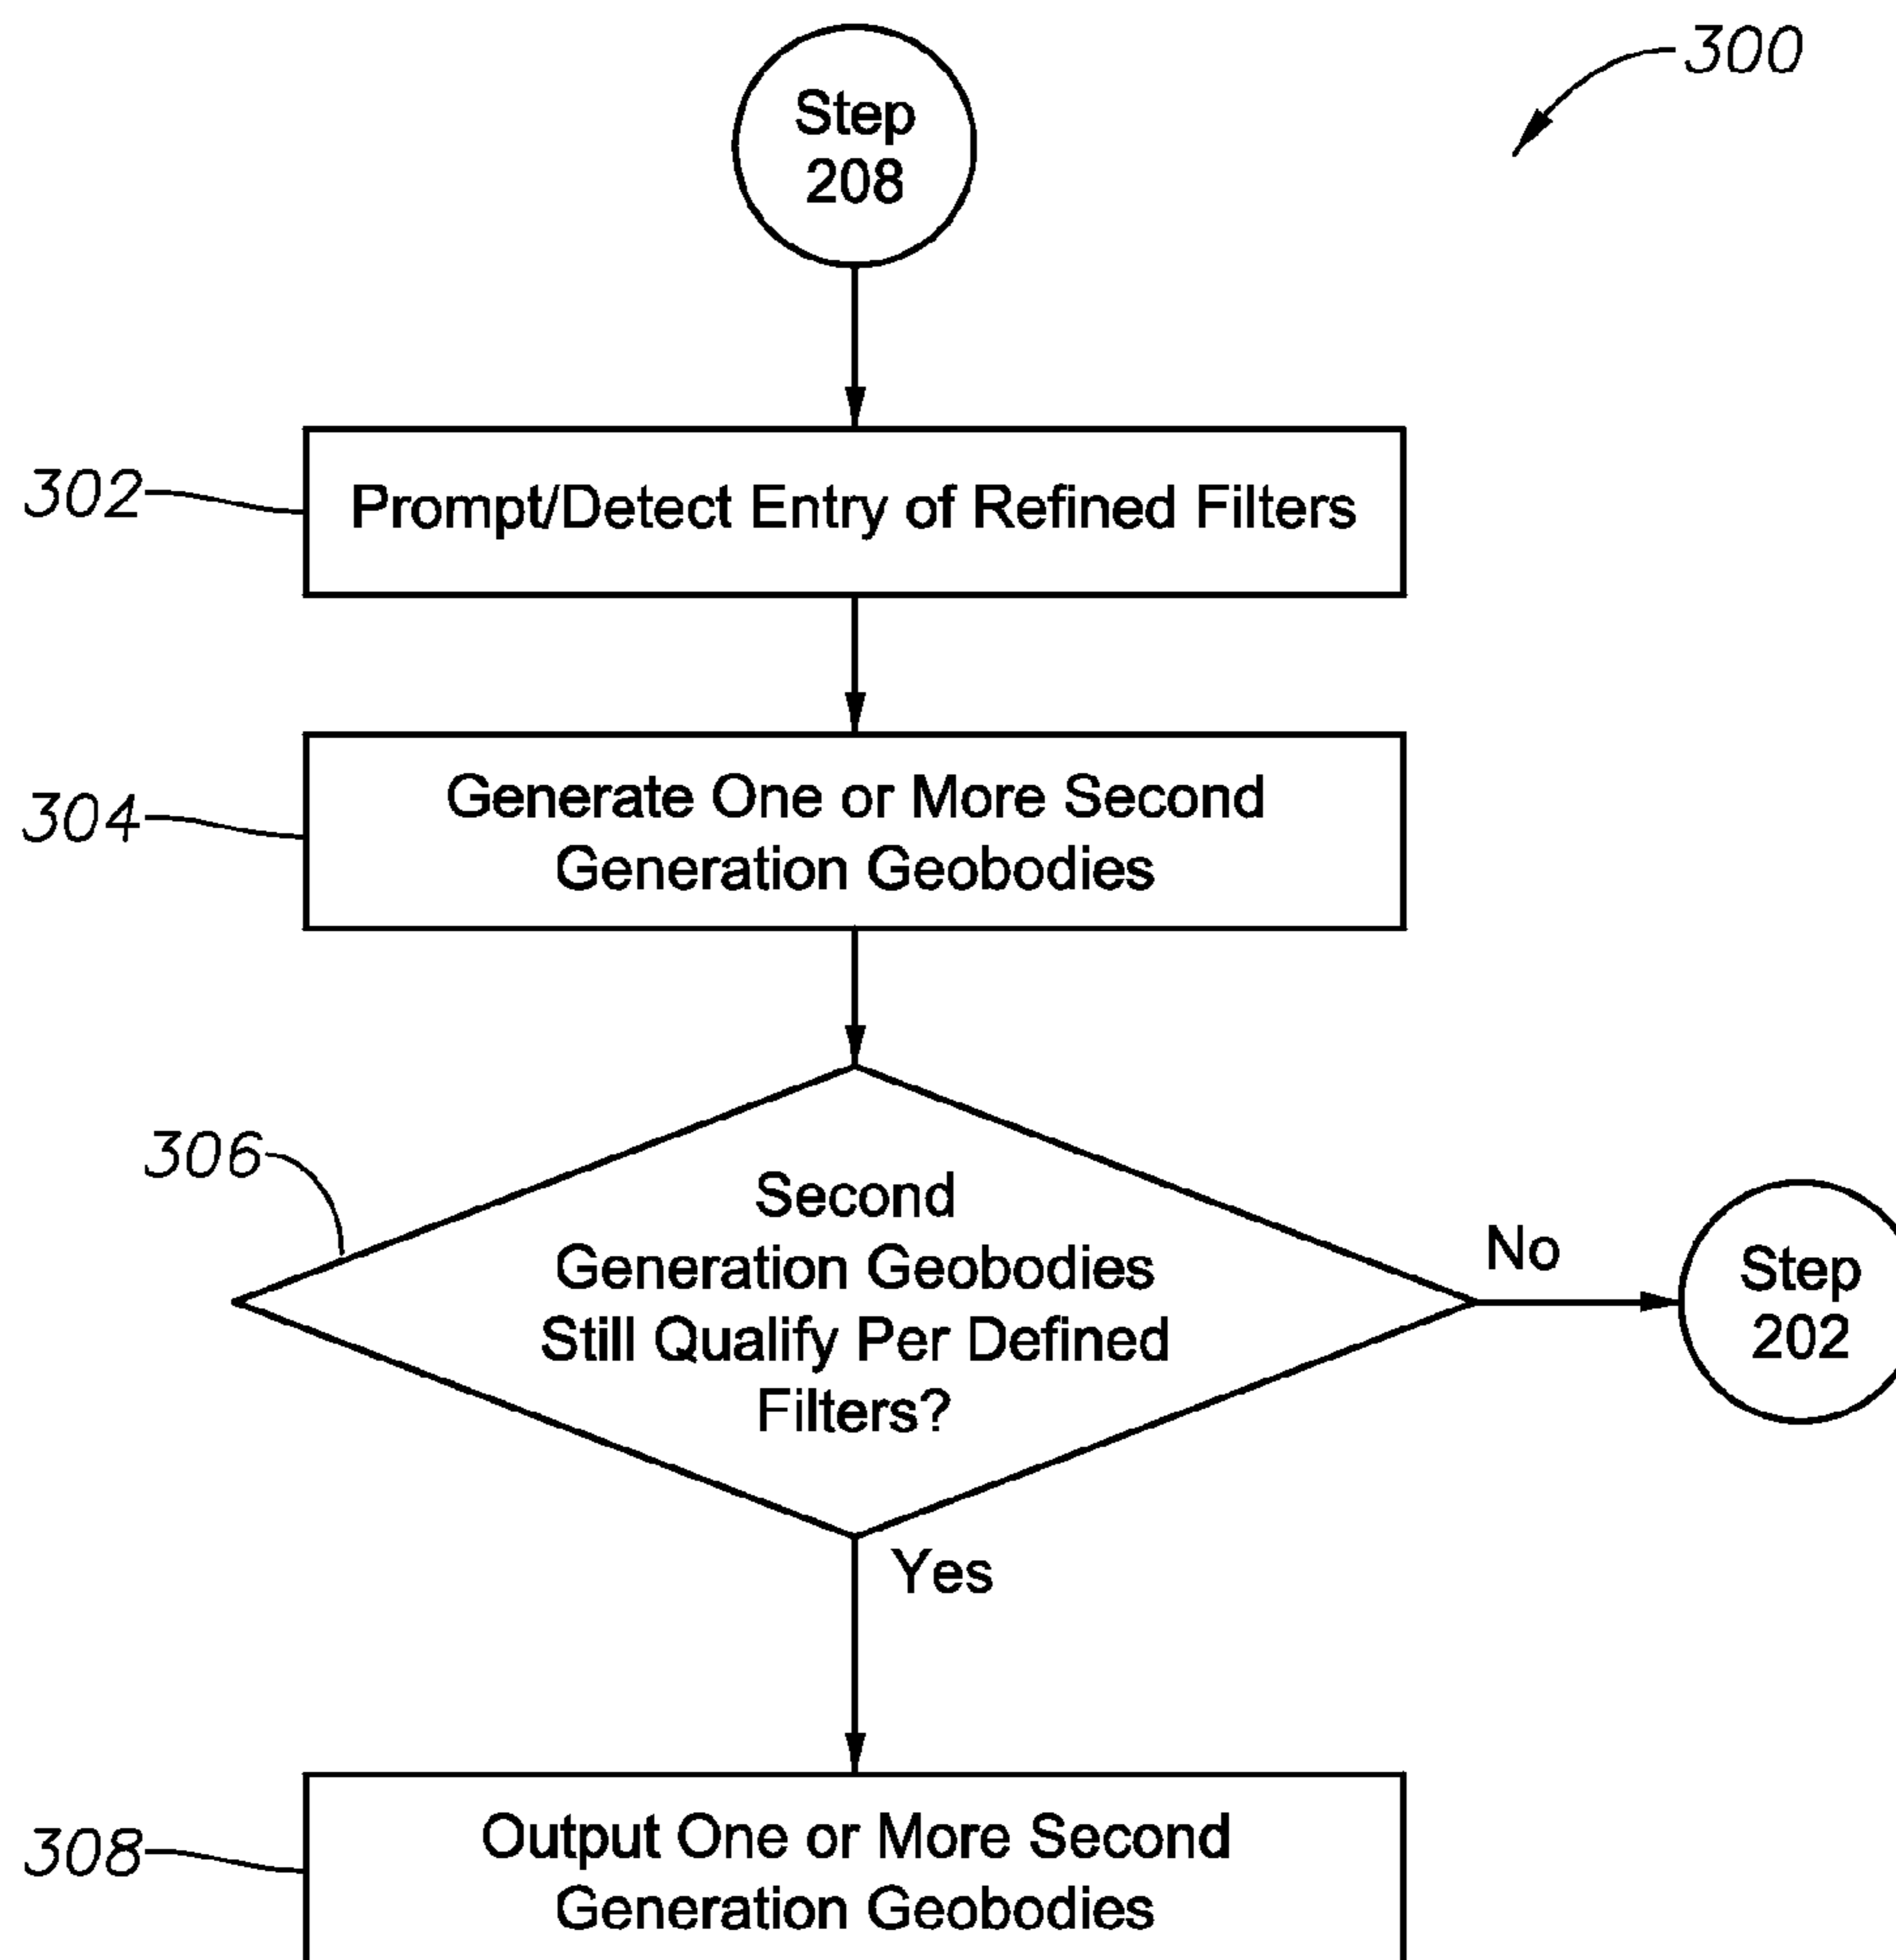 Step
208
300
302
Prompt/Detect Entry of Refined Filters
304
Generate One or More Second
Generation Geobodies
306
Second
Generation Geobodies
Still Qualify Per Defined
Filters?
No
Step
202
Yes
308
Output One or More Second
Generation Geobodies